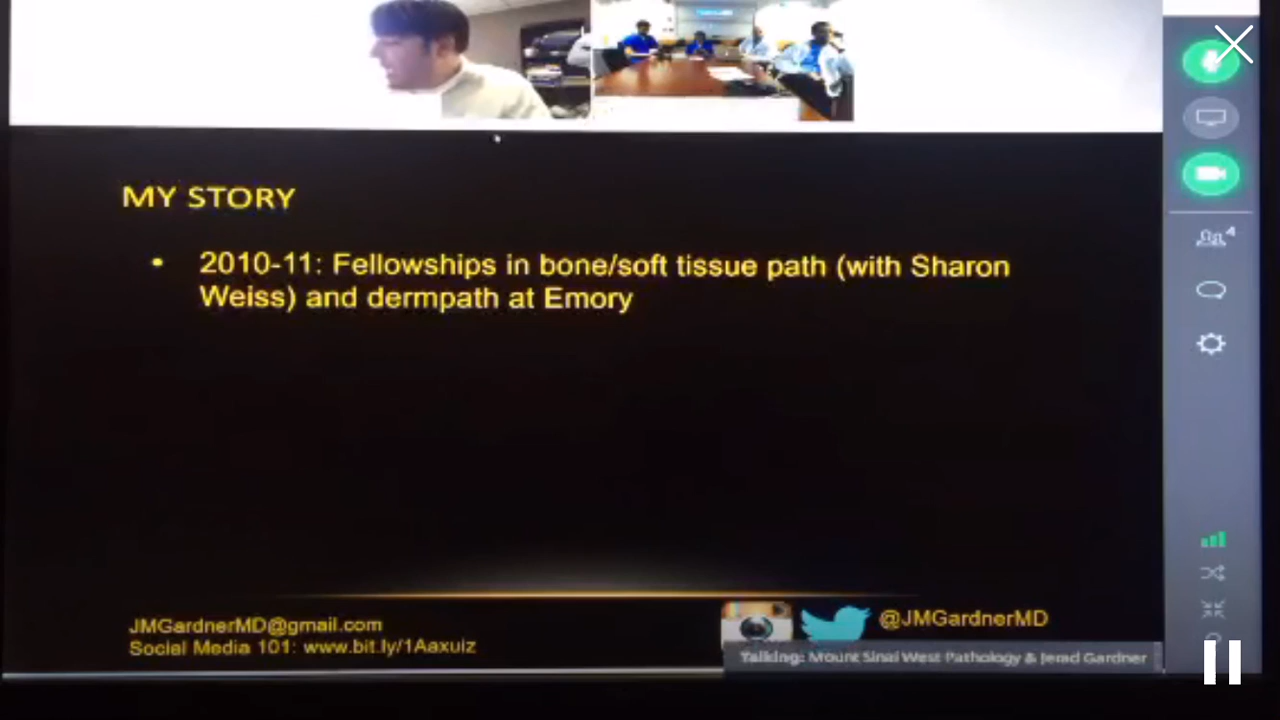 MY STORY
• 2010-11: Fellowships in bone/soft tissue path (with Sharon
Weiss) and dermpath at Emory
JMGardnerMD@gmail.com
Social Media 101: www.bit.ly/1Aaxuiz
@JMGardnerMD
Talking: Mount Sinai West Pathology & Jerad Gardner
4